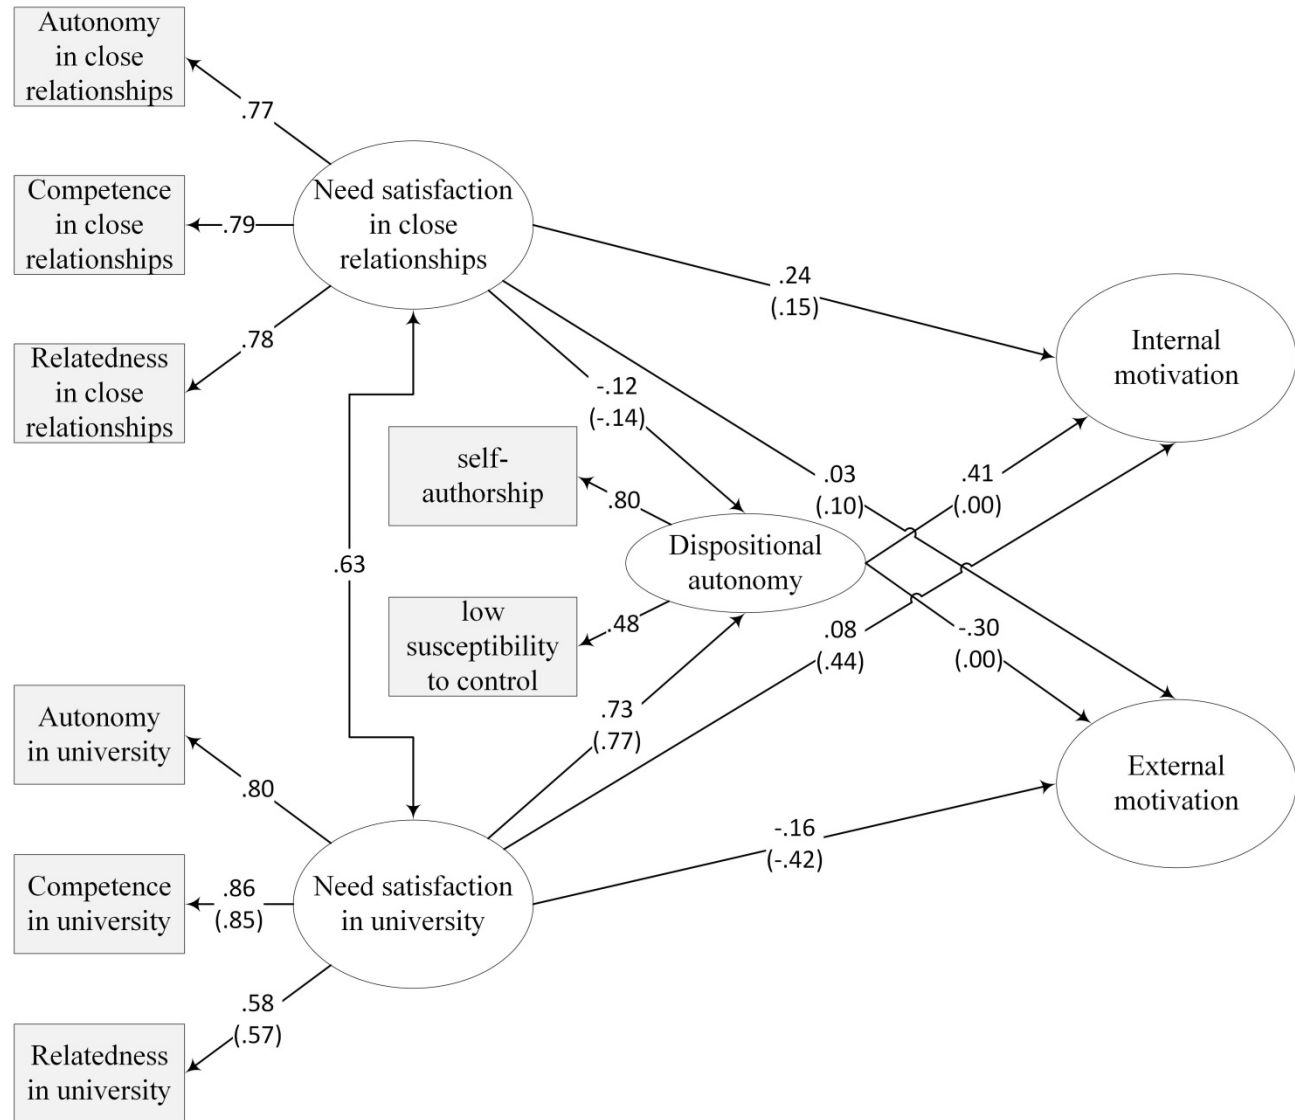 Autonomy
in close
relationships
.77
Competence
in close
relationships
.79
Need satisfaction
in close
relationships
.78
Relatedness
in close
relationships
.24
(.15)
Internal
motivation
-.12
(-.14)
self-
authorship
.80
.03
(.10)
.41
(.00)
Dispositional
autonomy
.63
low
susceptibility
to control
.48
.08
(.44)
-.30
(.00)
Autonomy
in university
.80
.73
(.77)
External
motivation
-.16
(-.42)
Competence
in university
.86
(.85)
Need satisfaction
in university
.58
(.57)
Relatedness
in university